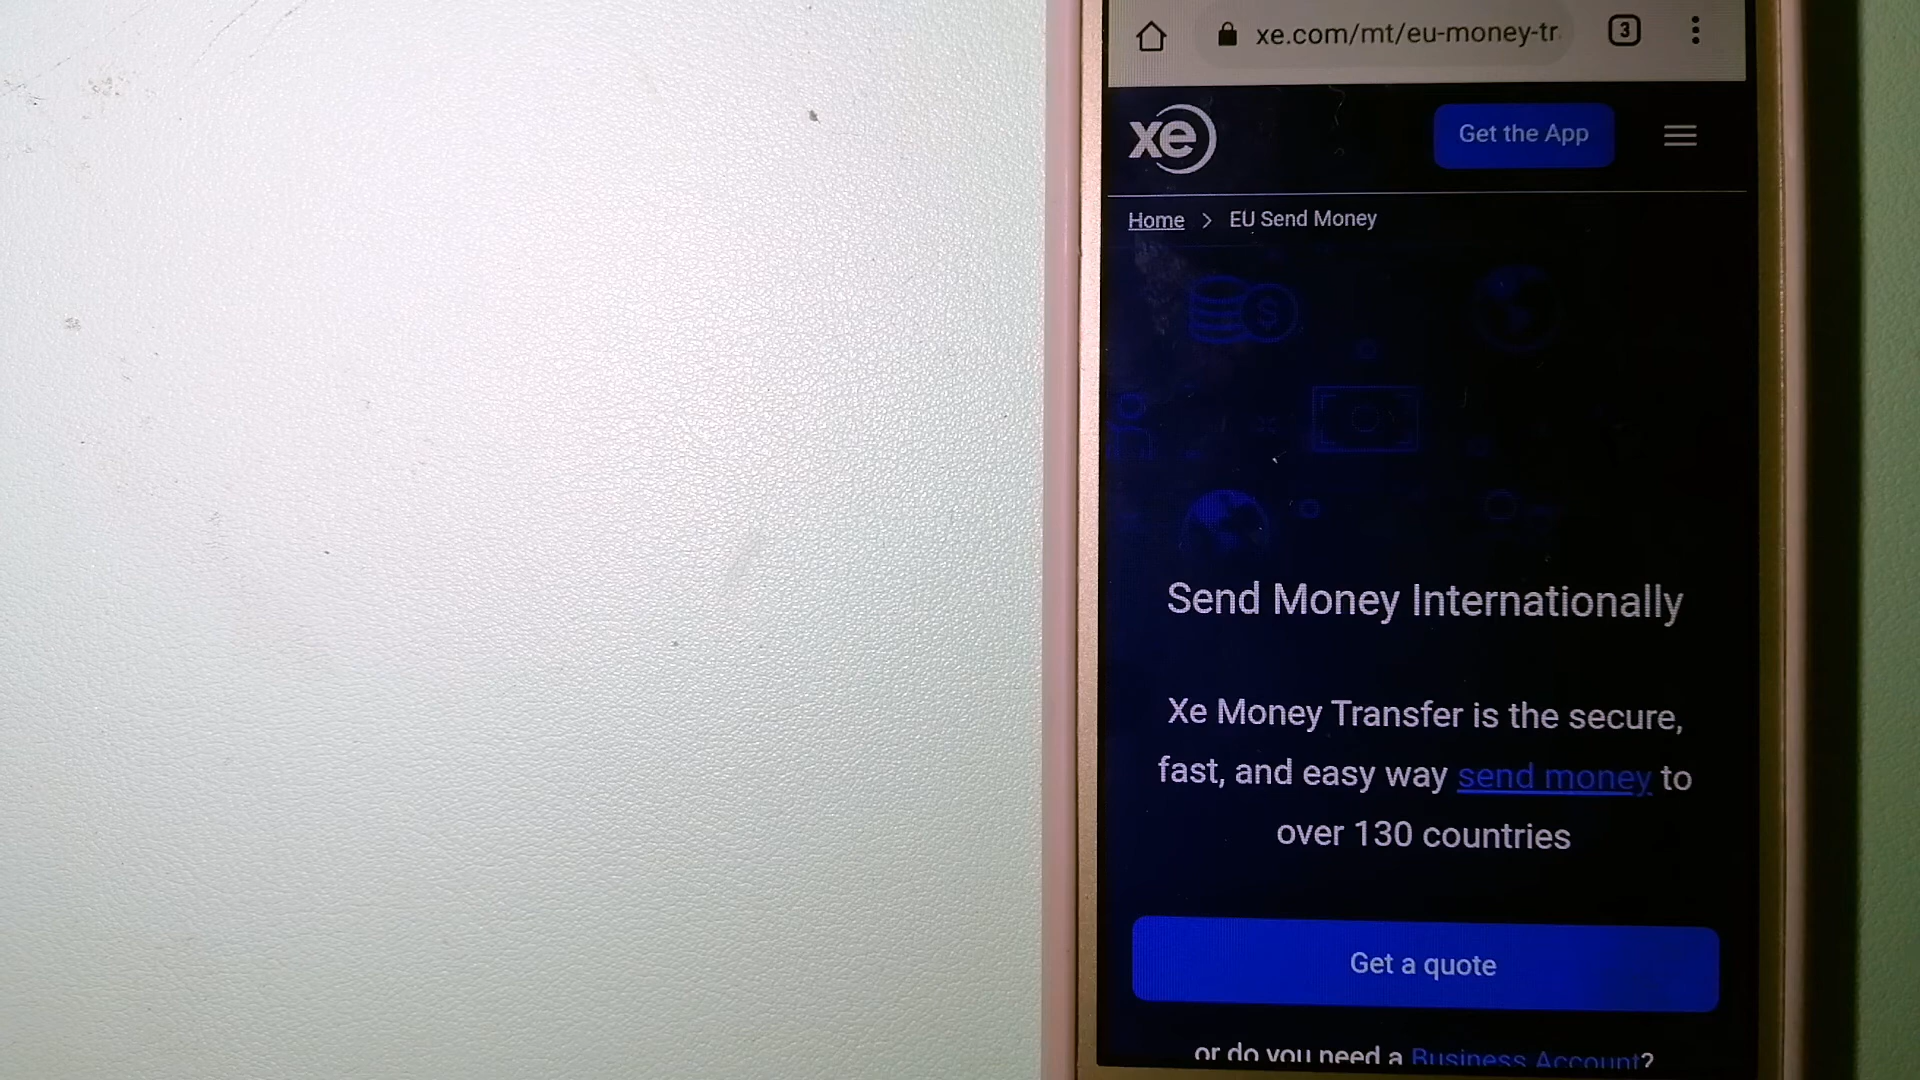 xe.com/mt/eu-money-tr
3
xe
Get the App
Home > EU Send Money
Send Money Internationally
Xe Money Transfer is the secure,
fast, and easy way send money to
over 130 countries
Get a quote
or do you need a Business Account?